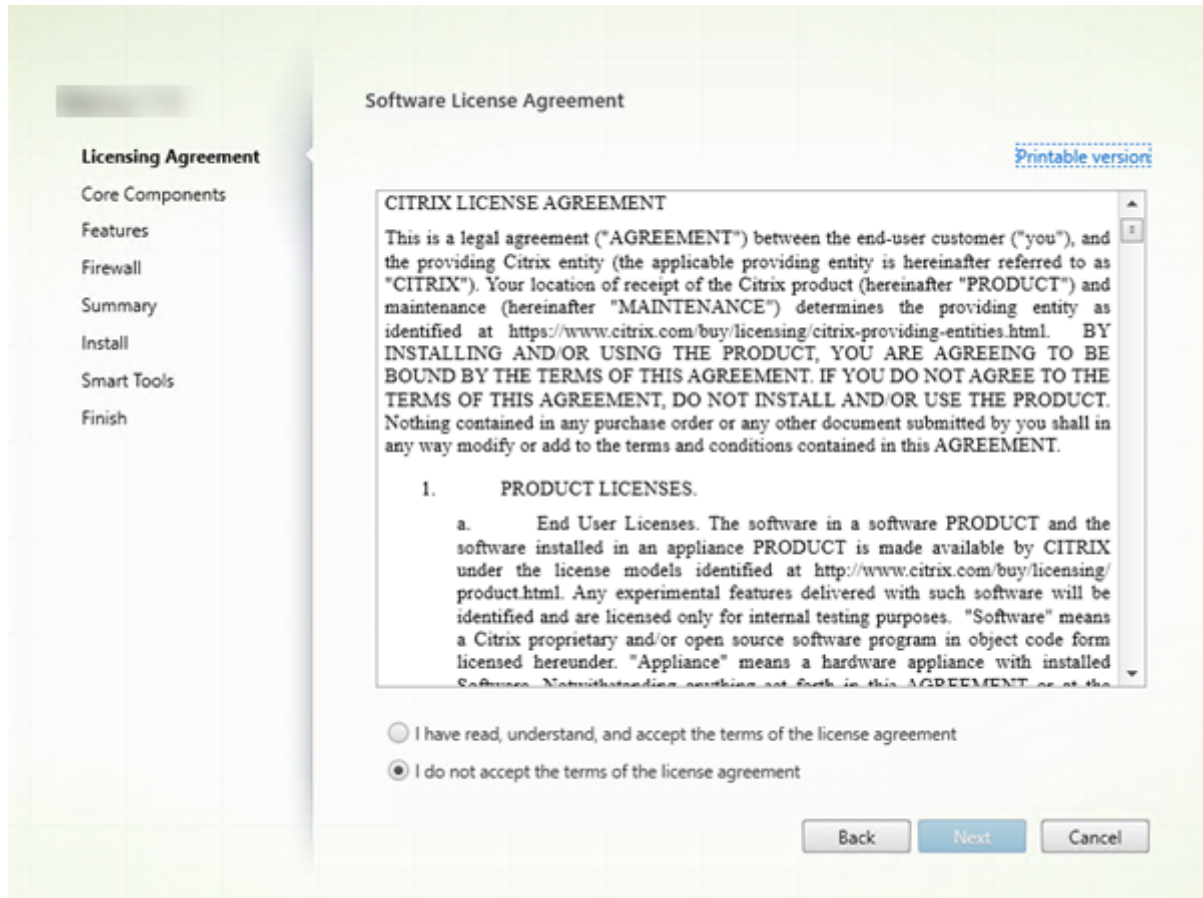 Software License Agreement
Licensing Agreement
Core Components
Features
Firewall
Summary
Install
Smart Tools
Finish
Printable version
CITRIX LICENSE AGREEMENT
This is a legal agreement ("AGREEMENT") between the end-user customer ("you"), and
the providing Citrix entity (the applicable providing entity is hereinafter referred to as
"CITRIX"). Your location of receipt of the Citrix product (hereinafter "PRODUCT") and
maintenance (hereinafter "MAINTENANCE") determines the providing entity as
identified at https://www.citrix.com/buy/licensing/citrix-providing-entities.html. BY
INSTALLING AND/OR USING THE PRODUCT, YOU ARE AGREEING TO BE
BOUND BY THE TERMS OF THIS AGREEMENT. IF YOU DO NOT AGREE TO THE
TERMS OF THIS AGREEMENT, DO NOT INSTALL AND/OR USE THE PRODUCT.
Nothing contained in any purchase order or any other document submitted by you shall in
any way modify or add to the terms and conditions contained in this AGREEMENT.
1. PRODUCT LICENSES.
a. End User Licenses. The software in a software PRODUCT and the
software installed in an appliance PRODUCT is made available by CITRIX
under the license models identified at http://www.citrix.com/buy/licensing/
product.html. Any experimental features delivered with such software will be
identified and are licensed only for internal testing purposes. "Software" means
a Citrix proprietary and/or open source software program in object code form
licensed hereunder. "Appliance" means a hardware appliance with installed
Software. Notwithstanding anything set forth in this AGREEMENT or at the
I have read, understand, and accept the terms of the license agreement
I do not accept the terms of the license agreement
Back
Next
Cancel